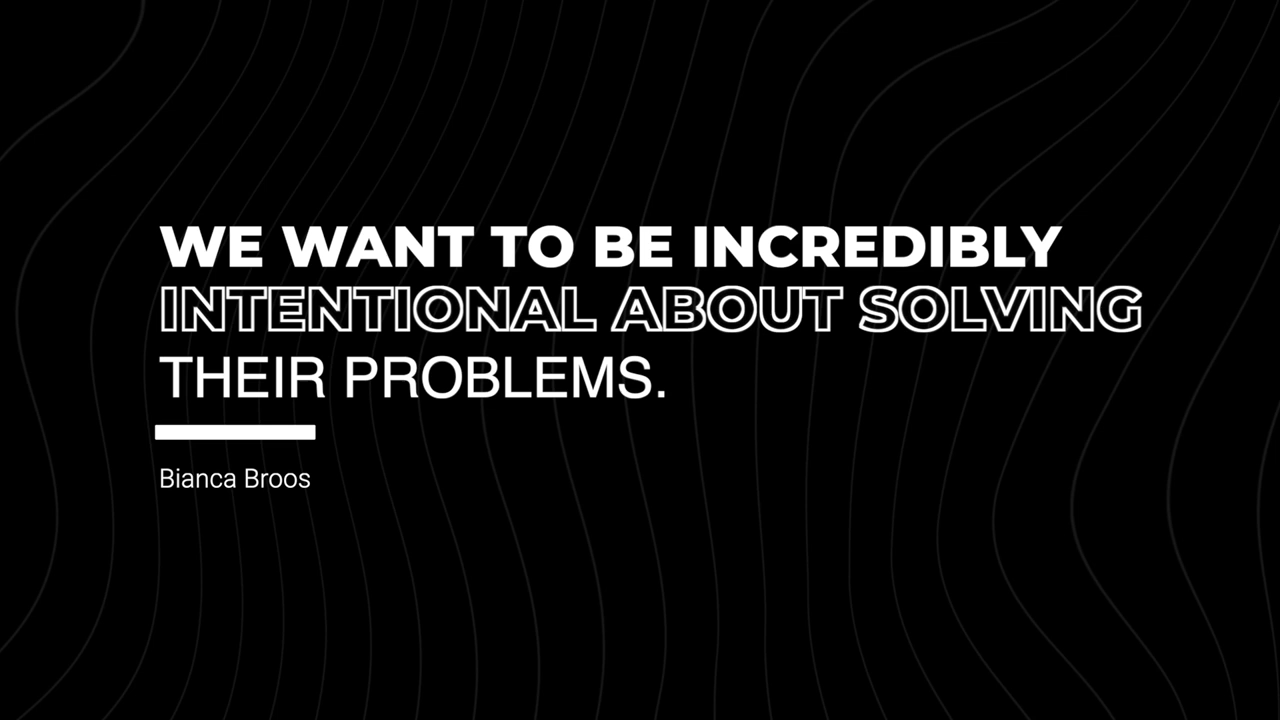 WE WANT TO BE INCREDIBLY
INTENTIONAL ABOUT SOLVING
THEIR PROBLEMS.
Bianca Broos